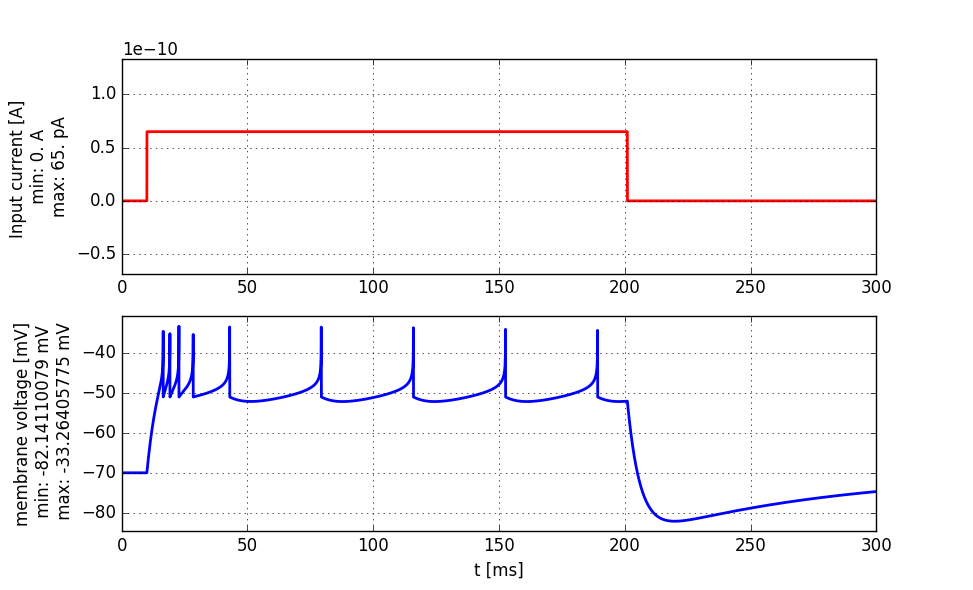 1e−10
Input current [A]
min: 0. A
max: 65. pA
1.0
0.5
0.0
−0.5
0 50 100 150 200 250 300
membrane voltage [mV]
min: -82.14110079 mV
max: -33.26405775 mV
−40
−50
−60
−70
−80
0 50 100 150 200 250 300
t [ms]